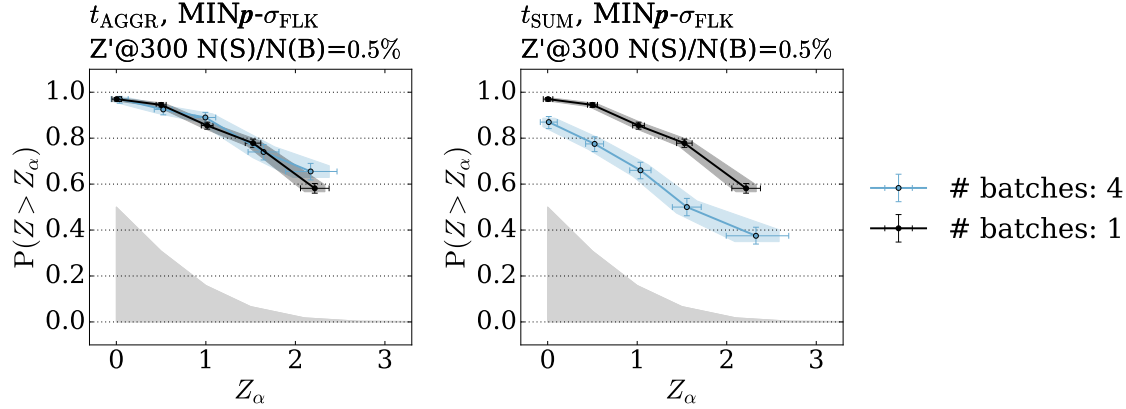 t_AGGR, MINp-σ_FLK
Z'@300 N(S)/N(B)=0.5%
1.0
0.8
0.6
0.4
0.2
0.0
P(Z > Z_α)
0 1 2 3
Z_α
t_SUM, MINp-σ_FLK
Z'@300 N(S)/N(B)=0.5%
1.0
0.8
0.6
0.4
0.2
0.0
P(Z > Z_α)
0 1 2 3
Z_α
# batches: 4
# batches: 1